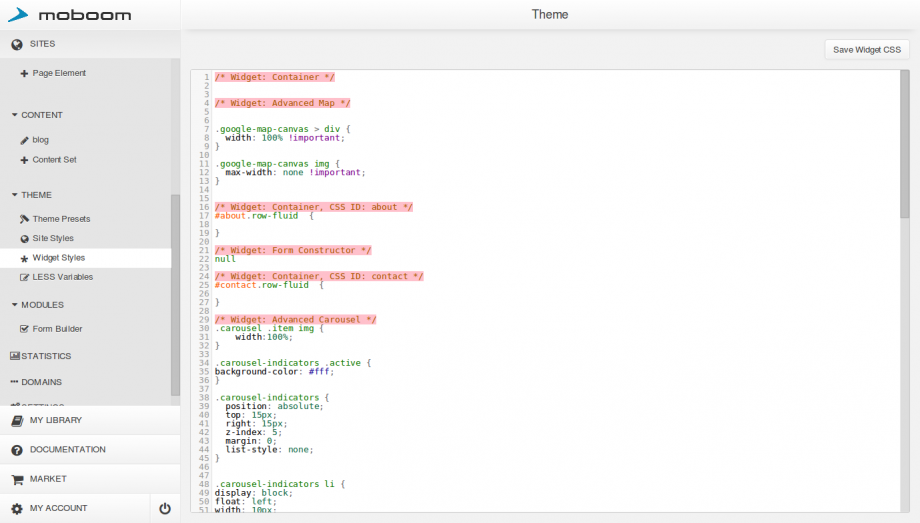 moboom
Theme
SITES
Save Widget CSS
Page Element
CONTENT
blog
Content Set
THEME
Theme Presets
Site Styles
Widget Styles
LESS Variables
MODULES
Form Builder
STATISTICS
DOMAINS
SETTINGS
MY LIBRARY
DOCUMENTATION
MARKET
MY ACCOUNT
1 /* Widget: Container */
2
3
4 /* Widget: Advanced Map */
5
6
7 .google-map-canvas > div {
8   width: 100% !important;
9 }
10
11 .google-map-canvas img {
12   max-width: none !important;
13 }
14
15
16 /* Widget: Container, CSS ID: about */
17 #about.row-fluid  {
18
19 }
20
21 /* Widget: Form Constructor */
22 null
23
24 /* Widget: Container, CSS ID: contact */
25 #contact.row-fluid  {
26
27 }
28
29 /* Widget: Advanced Carousel */
30 .carousel .item img {
31     width:100%;
32 }
33
34 .carousel-indicators .active {
35 background-color: #fff;
36 }
37
38 .carousel-indicators {
39   position: absolute;
40   top: 15px;
41   right: 15px;
42   z-index: 5;
43   margin: 0;
44   list-style: none;
45 }
46
47
48 .carousel-indicators li {
49 display: block;
50 float: left;
51 width: 10px;